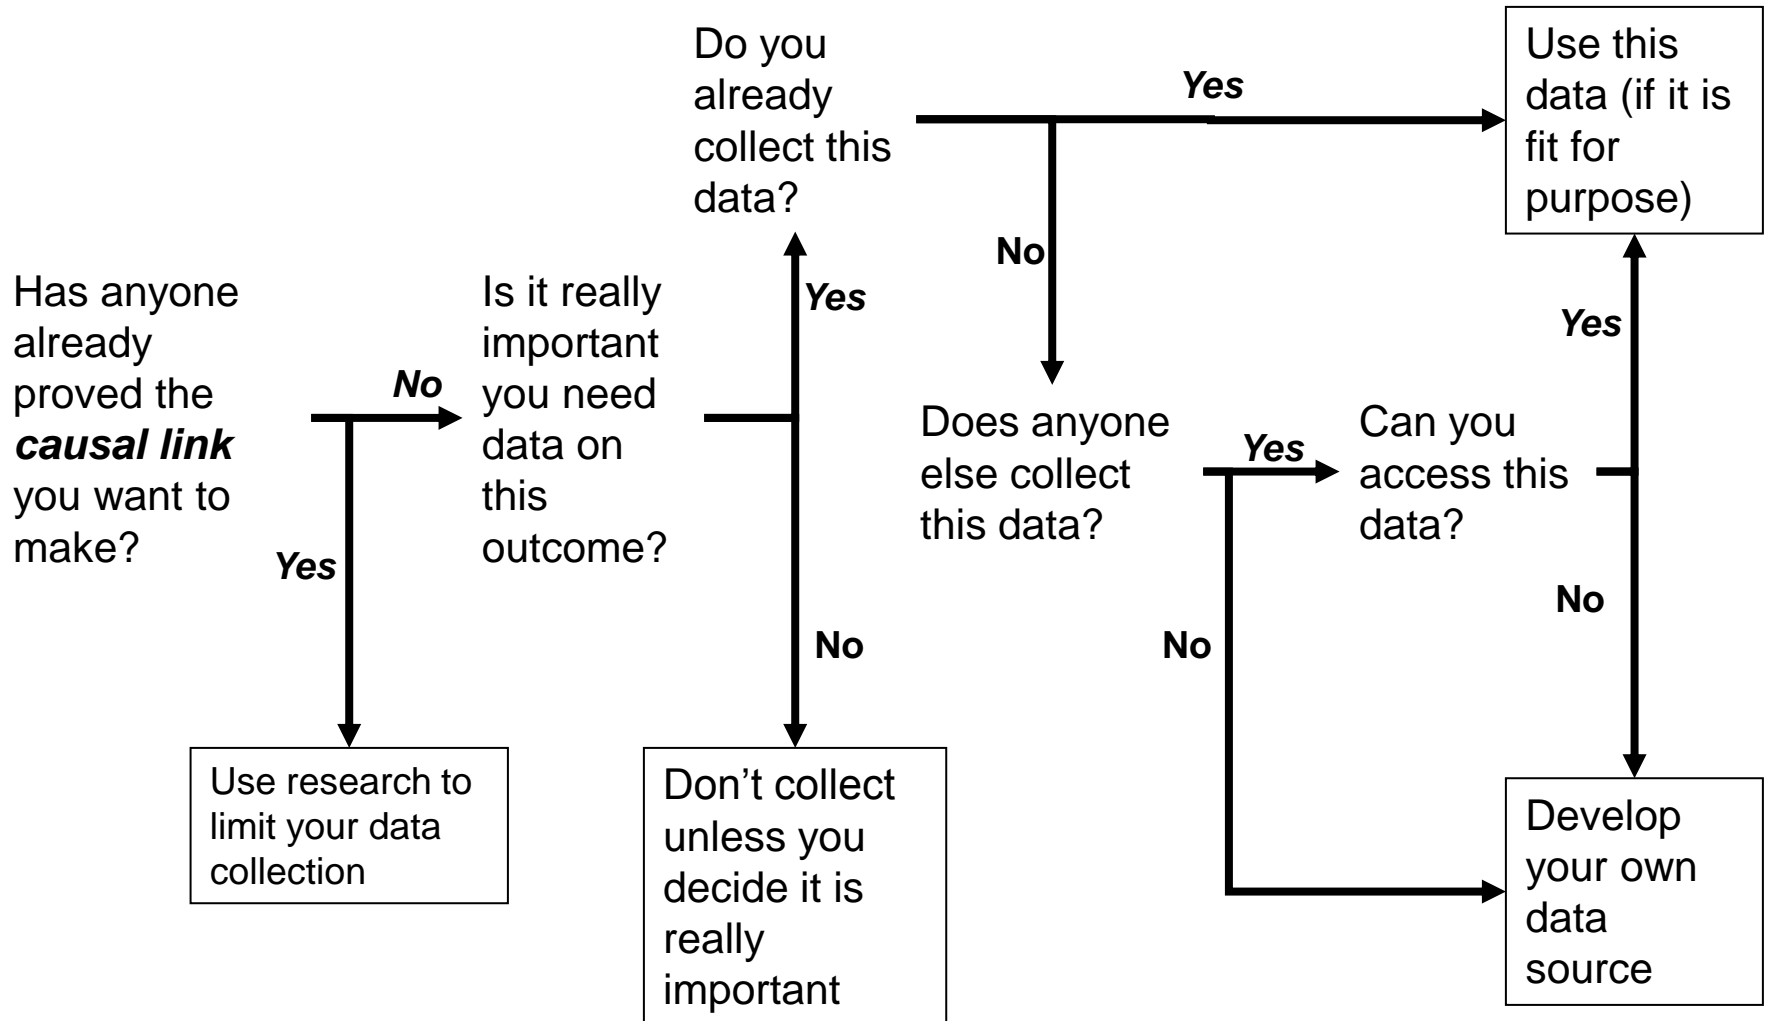 Has anyone
already
proved the
causal link
you want to
make?
No
Yes
Use research to
limit your data
collection
Is it really
important
you need
data on
this
outcome?
Yes
No
Don’t collect
unless you
decide it is
really
important
Do you
already
collect this
data?
Yes
No
Use this
data (if it is
fit for
purpose)
Does anyone
else collect
this data?
Yes
No
Can you
access this
data?
Yes
No
Develop
your own
data
source